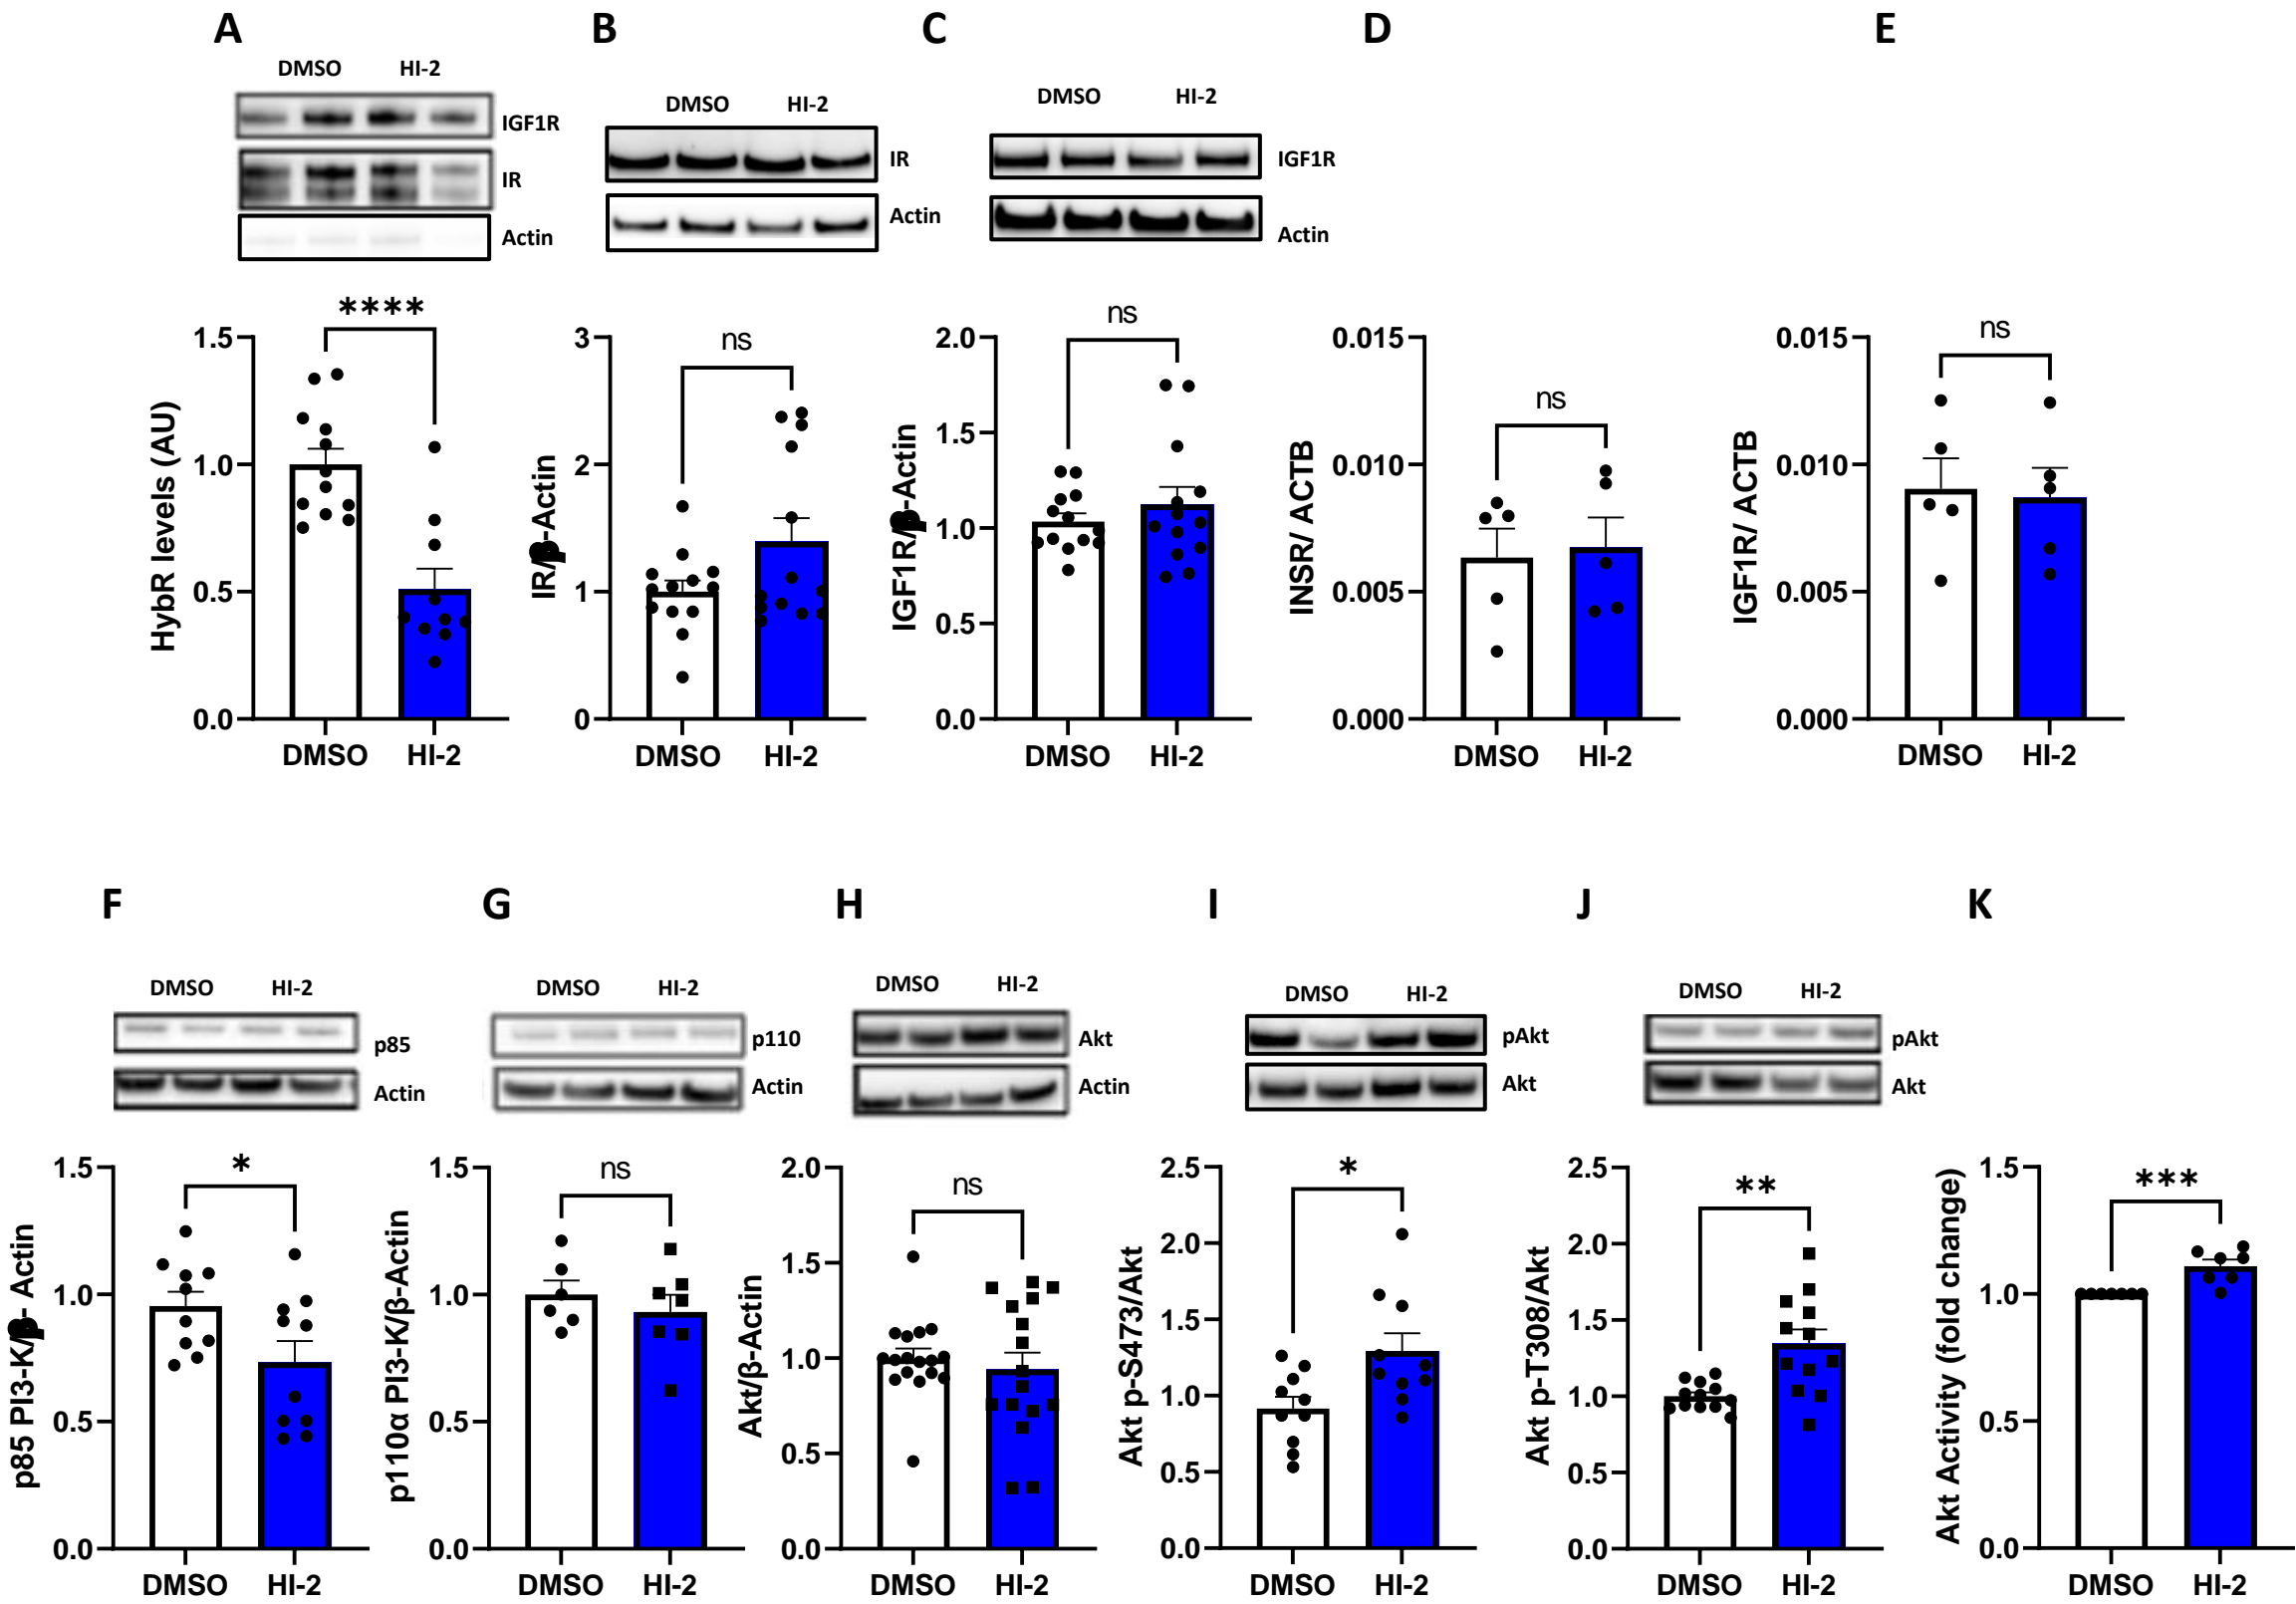 A
DMSO HI-2
IGF1R
IR
Actin
****
HybR levels (AU)
1.5
1.0
0.5
0.0
DMSO HI-2
B
DMSO HI-2
IR
Actin
ns
IR/β-Actin
3
2
1
0
DMSO HI-2
C
DMSO HI-2
IGF1R
Actin
ns
IGF1R/β-Actin
2.0
1.5
1.0
0.5
0.0
DMSO HI-2
D
ns
INSR/ ACTB
0.015
0.010
0.005
0.000
DMSO HI-2
E
ns
IGF1R/ ACTB
0.015
0.010
0.005
0.000
DMSO HI-2
F
DMSO HI-2
p85
Actin
*
p85 PI3-K/β- Actin
1.5
1.0
0.5
0.0
DMSO HI-2
G
DMSO HI-2
p110
Actin
ns
p110α PI3-K/β-Actin
1.5
1.0
0.5
0.0
DMSO HI-2
H
DMSO HI-2
Akt
Actin
ns
Akt/β-Actin
2.0
1.5
1.0
0.5
0.0
DMSO HI-2
I
DMSO HI-2
pAkt
Akt
*
Akt p-S473/Akt
2.5
2.0
1.5
1.0
0.5
0.0
DMSO HI-2
J
DMSO HI-2
pAkt
Akt
**
Akt p-T308/Akt
2.5
2.0
1.5
1.0
0.5
0.0
DMSO HI-2
K
***
Akt Activity (fold change)
1.5
1.0
0.5
0.0
DMSO HI-2